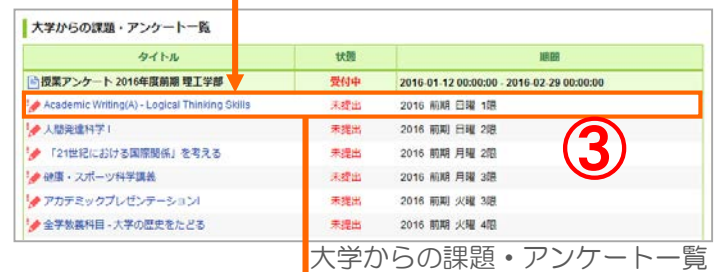 大学からの課題・アンケート一覧
タイトル 状態 期間
授業アンケート 2016年度前期 理工学部 受付中 2016-01-12 00:00:00 - 2016-02-29 00:00:00
Academic Writing(A) - Logical Thinking Skills 未提出 2016 前期 日曜 1限
人間発達科学 I 未提出 2016 前期 日曜 2限
「21世紀における国際関係」を考える 未提出 2016 前期 月曜 2限
健康・スポーツ科学講義 未提出 2016 前期 月曜 3限
アカデミックプレゼンテーションI 未提出 2016 前期 火曜 3限
全学教養科目 - 大学の歴史をたどる 未提出 2016 前期 火曜 4限
③
大学からの課題・アンケート一覧